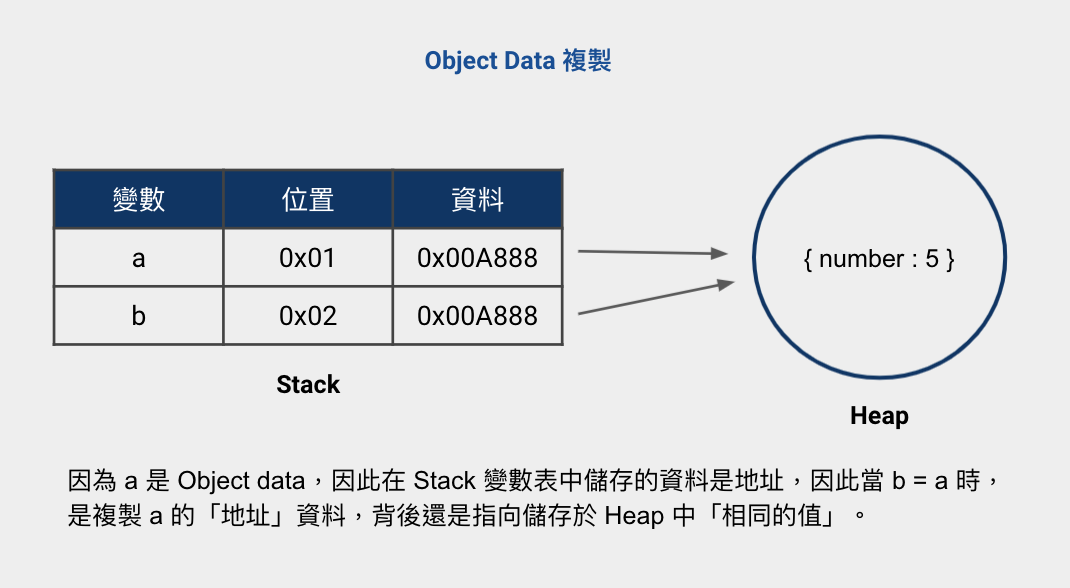 Object Data 複製
變數 位置 資料
a 0x01 0x00A888
b 0x02 0x00A888
{ number : 5 }
Stack
Heap
因為 a 是 Object data，因此在 Stack 變數表中儲存的資料是地址，因此當 b = a 時，
是複製 a 的「地址」資料，背後還是指向儲存於 Heap 中「相同的值」。